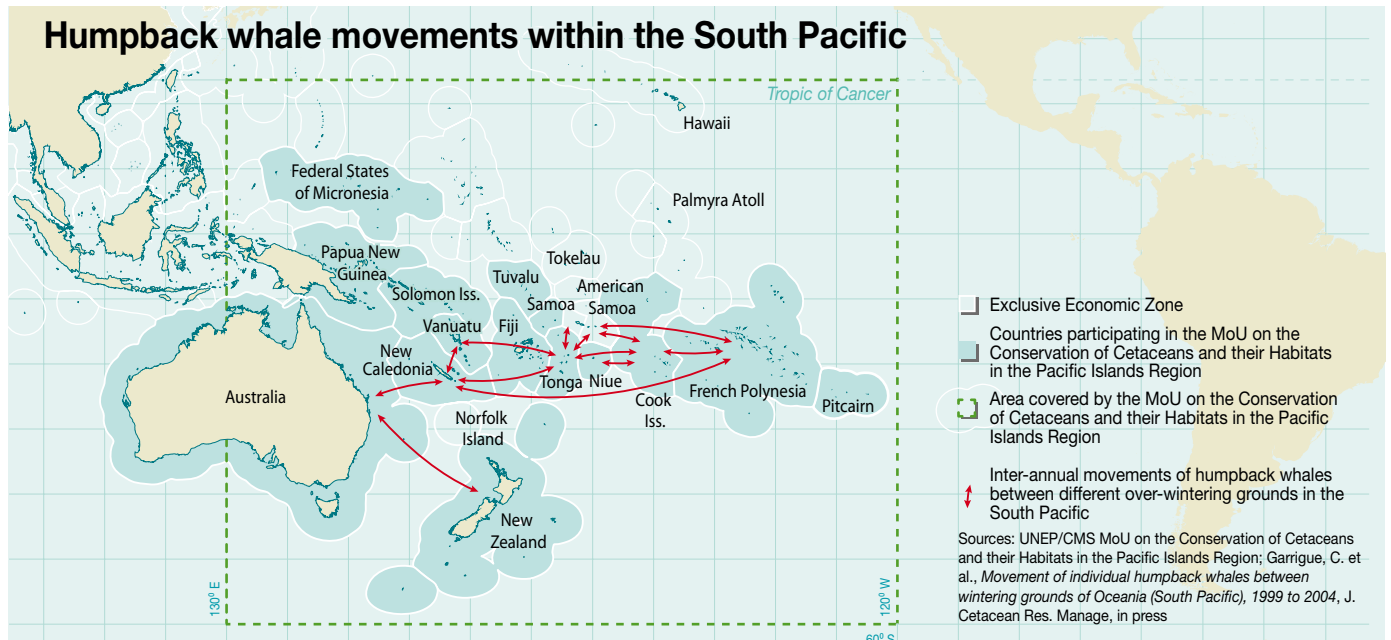 Humpback whale movements within the South Pacific
Tropic of Cancer
Hawaii
Federal States
of Micronesia
Palmyra Atoll
Papua New
Guinea
Tokelau
Tuvalu
American
Samoa
Solomon Iss.
Samoa
Vanuatu
Fiji
New
Caledonia
Australia
Tonga
Niue
Cook
Iss.
French Polynesia
Pitcairn
Norfolk
Island
New
Zealand
130° E
120° W
60° S
Exclusive Economic Zone
Countries participating in the MoU on the
Conservation of Cetaceans and their Habitats
in the Pacific Islands Region
Area covered by the MoU on the Conservation
of Cetaceans and their Habitats in the Pacific
Islands Region
Inter-annual movements of humpback whales
between different over-wintering grounds in the
South Pacific
Sources: UNEP/CMS MoU on the Conservation of Cetaceans
and their Habitats in the Pacific Islands Region; Garrigue, C. et
al., Movement of individual humpback whales between
wintering grounds of Oceania (South Pacific), 1999 to 2004, J.
Cetacean Res. Manage, in press